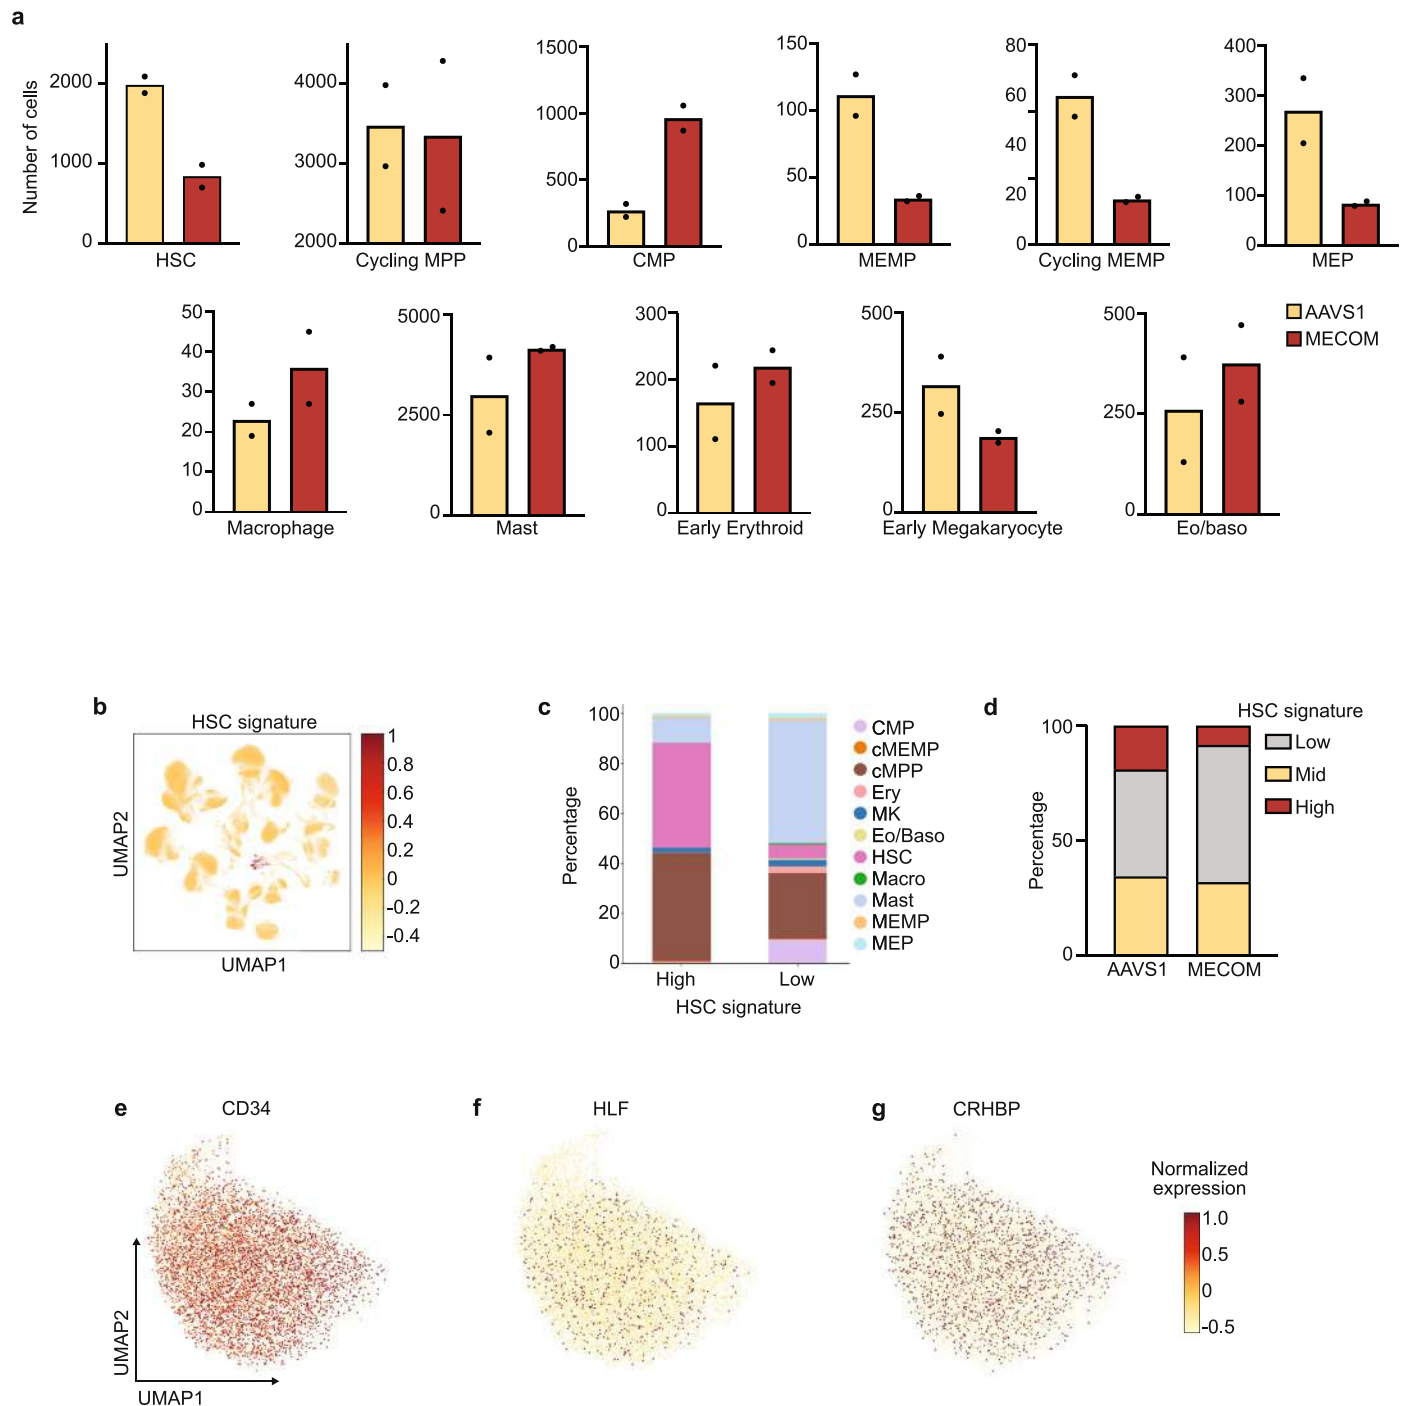 a
Number of cells
2000
1000
0
HSC
4000
3000
2000
Cycling MPP
1500
1000
500
0
CMP
150
100
50
0
MEMP
80
60
40
20
0
Cycling MEMP
400
300
200
100
0
MEP
50
40
30
20
10
0
Macrophage
5000
2500
0
Mast
300
200
100
0
Early Erythroid
500
250
0
Early Megakaryocyte
500
250
0
Eo/baso
AAVS1
MECOM
b
HSC signature
UMAP2
UMAP1
1
0.8
0.6
0.4
0.2
0
-0.2
-0.4
c
Percentage
100
80
60
40
20
0
High
Low
HSC signature
CMP
cMEMP
cMPP
Ery
MK
Eo/Baso
HSC
Macro
Mast
MEMP
MEP
d
Percentage
100
50
0
AAVS1
MECOM
HSC signature
Low
Mid
High
e
CD34
UMAP2
UMAP1
f
HLF
g
CRHBP
Normalized
expression
1.0
0.5
0
-0.5